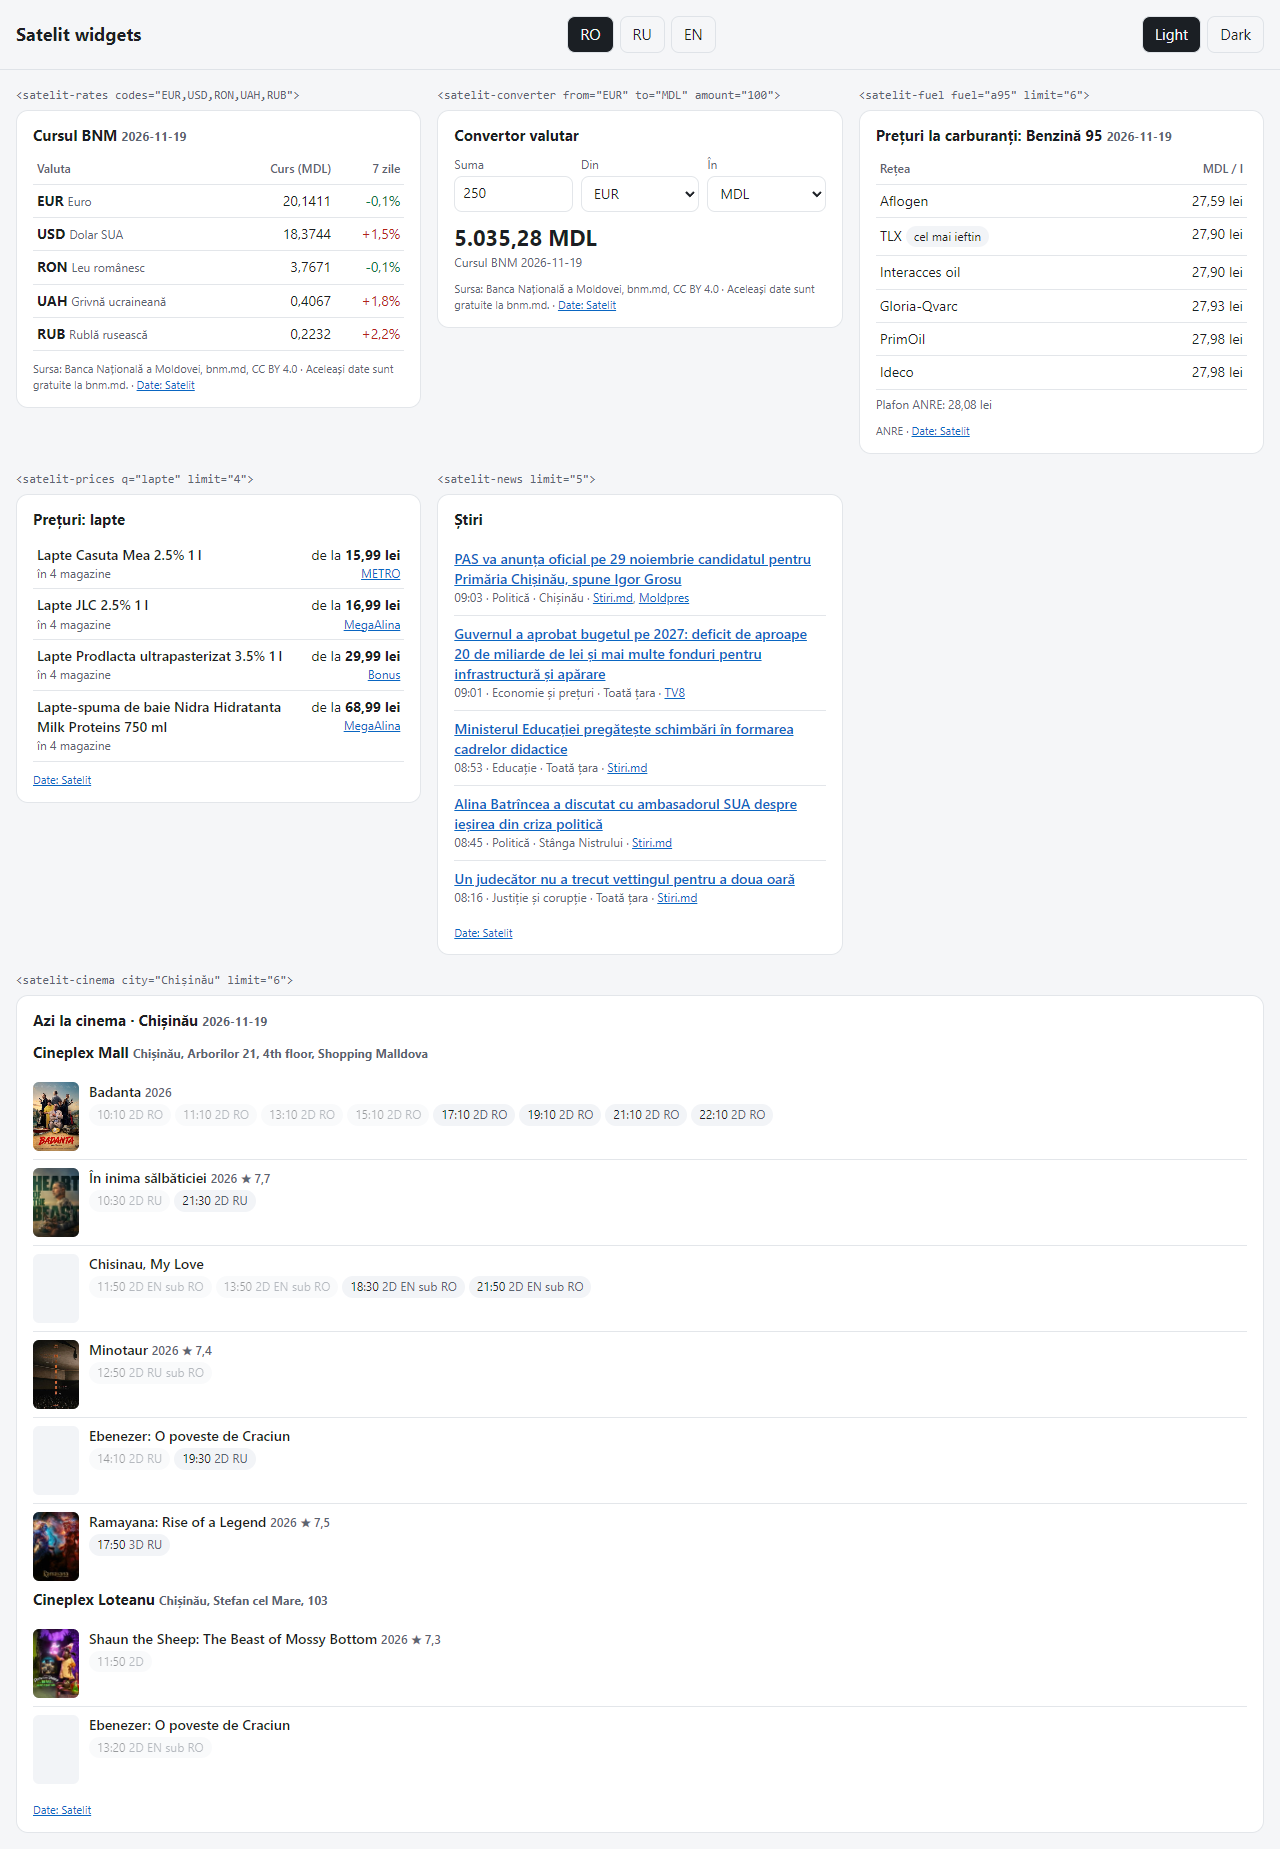 Satelit widgets
RO RU EN
Light Dark
<satelit-rates codes="EUR,USD,RON,UAH,RUB">
Cursul BNM 2026-11-19
Valuta Curs (MDL) 7 zile
EUR Euro 20,1411 -0,1%
USD Dolar SUA 18,3744 +1,5%
RON Leu românesc 3,7671 -0,1%
UAH Grivnă ucraineană 0,4067 +1,8%
RUB Rublă rusească 0,2232 +2,2%
Sursa: Banca Națională a Moldovei, bnm.md, CC BY 4.0 · Aceleași date sunt
gratuite la bnm.md. · Date: Satelit
<satelit-converter from="EUR" to="MDL" amount="100">
Convertor valutar
Suma Din În
250 EUR MDL
5.035,28 MDL
Cursul BNM 2026-11-19
Sursa: Banca Națională a Moldovei, bnm.md, CC BY 4.0 · Aceleași date sunt
gratuite la bnm.md. · Date: Satelit
<satelit-fuel fuel="a95" limit="6">
Prețuri la carburanți: Benzină 95 2026-11-19
Rețea MDL / l
Aflogen 27,59 lei
TLX cel mai ieftin 27,90 lei
Interacces oil 27,90 lei
Gloria-Qvarc 27,93 lei
PrimOil 27,98 lei
Ideco 27,98 lei
Plafon ANRE: 28,08 lei
ANRE · Date: Satelit
<satelit-prices q="lapte" limit="4">
Prețuri: lapte
Lapte Casuta Mea 2.5% 1 l de la 15,99 lei
în 4 magazine METRO
Lapte JLC 2.5% 1 l de la 16,99 lei
în 4 magazine MegaAlina
Lapte Prodlacta ultrapasterizat 3.5% 1 l de la 29,99 lei
în 4 magazine Bonus
Lapte-spuma de baie Nidra Hidratanta de la 68,99 lei
Milk Proteins 750 ml MegaAlina
în 4 magazine
Date: Satelit
<satelit-news limit="5">
Știri
PAS va anunța oficial pe 29 noiembrie candidatul pentru
Primăria Chișinău, spune Igor Grosu
09:03 · Politică · Chișinău · Stiri.md, Moldpres
Guvernul a aprobat bugetul pe 2027: deficit de aproape
20 de miliarde de lei și mai multe fonduri pentru
infrastructură și apărare
09:01 · Economie și prețuri · Toată țara · TV8
Ministerul Educației pregătește schimbări în formarea
cadrelor didactice
08:53 · Educație · Toată țara · Stiri.md
Alina Batrîncea a discutat cu ambasadorul SUA despre
ieșirea din criza politică
08:45 · Politică · Stânga Nistrului · Stiri.md
Un judecător nu a trecut vettingul pentru a doua oară
08:16 · Justiție și corupție · Toată țara · Stiri.md
Date: Satelit
<satelit-cinema city="Chișinău" limit="6">
Azi la cinema · Chișinău 2026-11-19
Cineplex Mall Chișinău, Arborilor 21, 4th floor, Shopping Malldova
BADANTA
Badanta 2026
10:10 2D RO 11:10 2D RO 13:10 2D RO 15:10 2D RO 17:10 2D RO 19:10 2D RO 21:10 2D RO 22:10 2D RO
HEART
OF THE
BEAST
În inima sălbăticiei 2026 ★ 7,7
10:30 2D RU 21:30 2D RU
Chisinau, My Love
11:50 2D EN sub RO 13:50 2D EN sub RO 18:30 2D EN sub RO 21:50 2D EN sub RO
Minotaur 2026 ★ 7,4
12:50 2D RU sub RO
Ebenezer: O poveste de Craciun
14:10 2D RU 19:30 2D RU
Ramayana: Rise of a Legend 2026 ★ 7,5
17:50 3D RU
Cineplex Loteanu Chișinău, Stefan cel Mare, 103
Shaun the Sheep: The Beast of Mossy Bottom 2026 ★ 7,3
11:50 2D
Ebenezer: O poveste de Craciun
13:20 2D EN sub RO
Date: Satelit